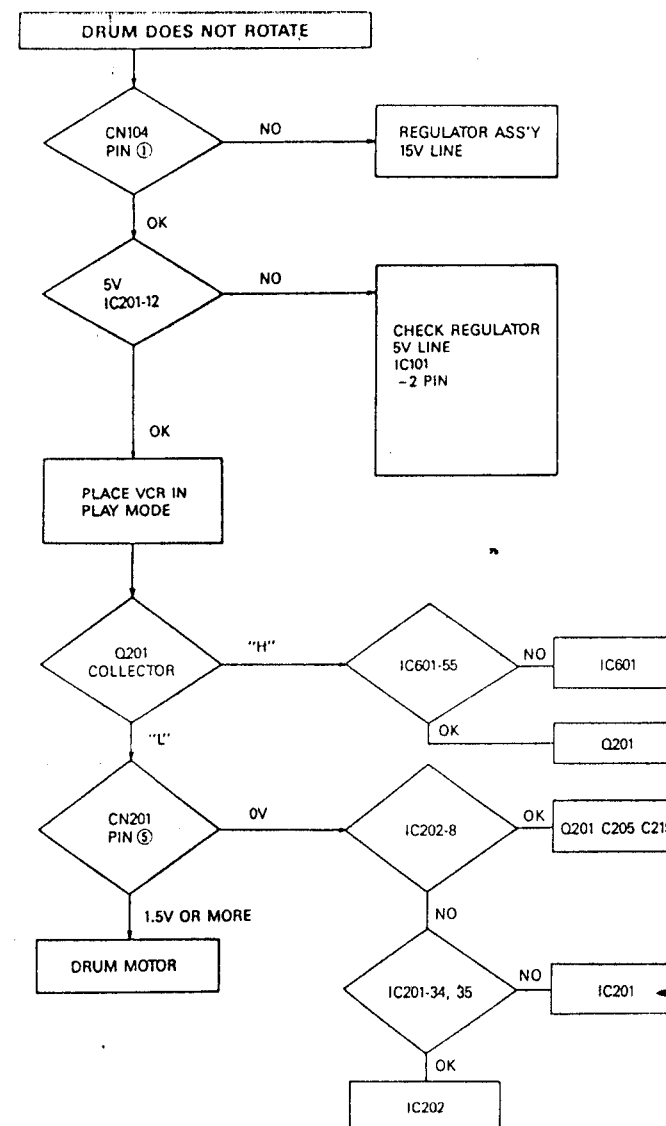 DRUM DOES NOT ROTATE
CN104
PIN ①
NO
REGULATOR ASS'Y
15V LINE
OK
5V
IC201-12
NO
CHECK REGULATOR
5V LINE
IC101
-2 PIN
OK
PLACE VCR IN
PLAY MODE
Q201
COLLECTOR
"H"
IC601-55
NO
IC601
OK
Q201
"L"
CN201
PIN ⑤
0V
IC202-8
OK
Q201 C205
NO
1.5V OR MORE
DRUM MOTOR
IC201-34, 35
NO
IC201
OK
IC202